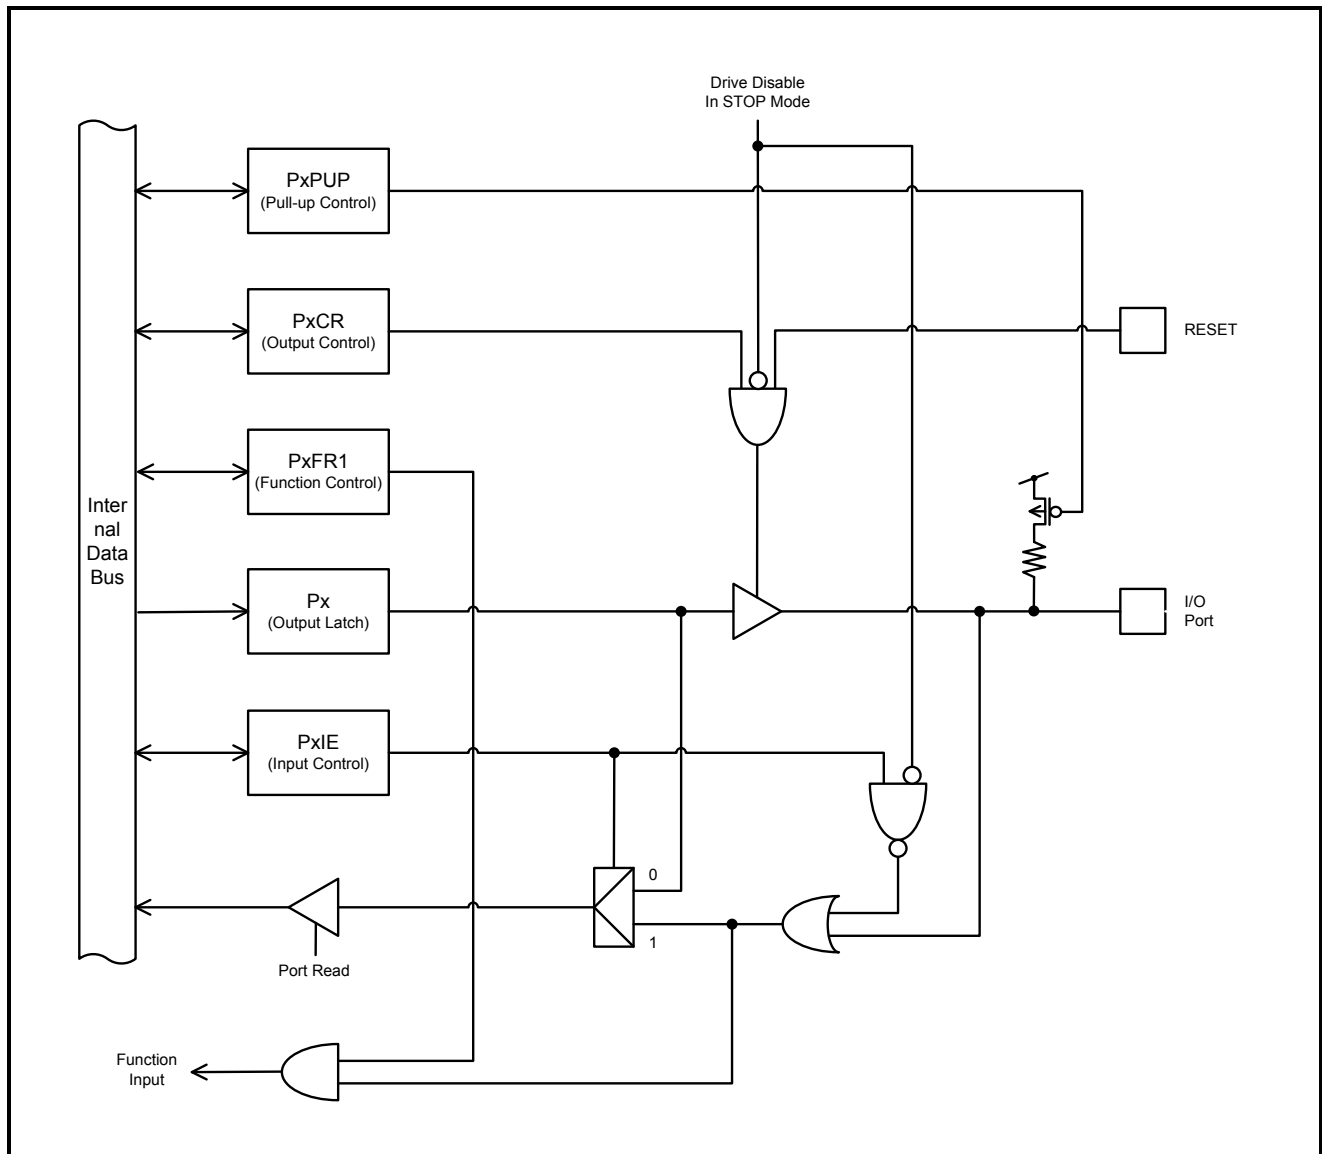 Drive Disable
In STOP Mode
PxPUP
(Pull-up Control)
PxCR
(Output Control)
RESET
PxFR1
(Function Control)
Inter
nal
Data
Bus
Px
(Output Latch)
I/O
Port
PxIE
(Input Control)
0
1
Port Read
Function
Input